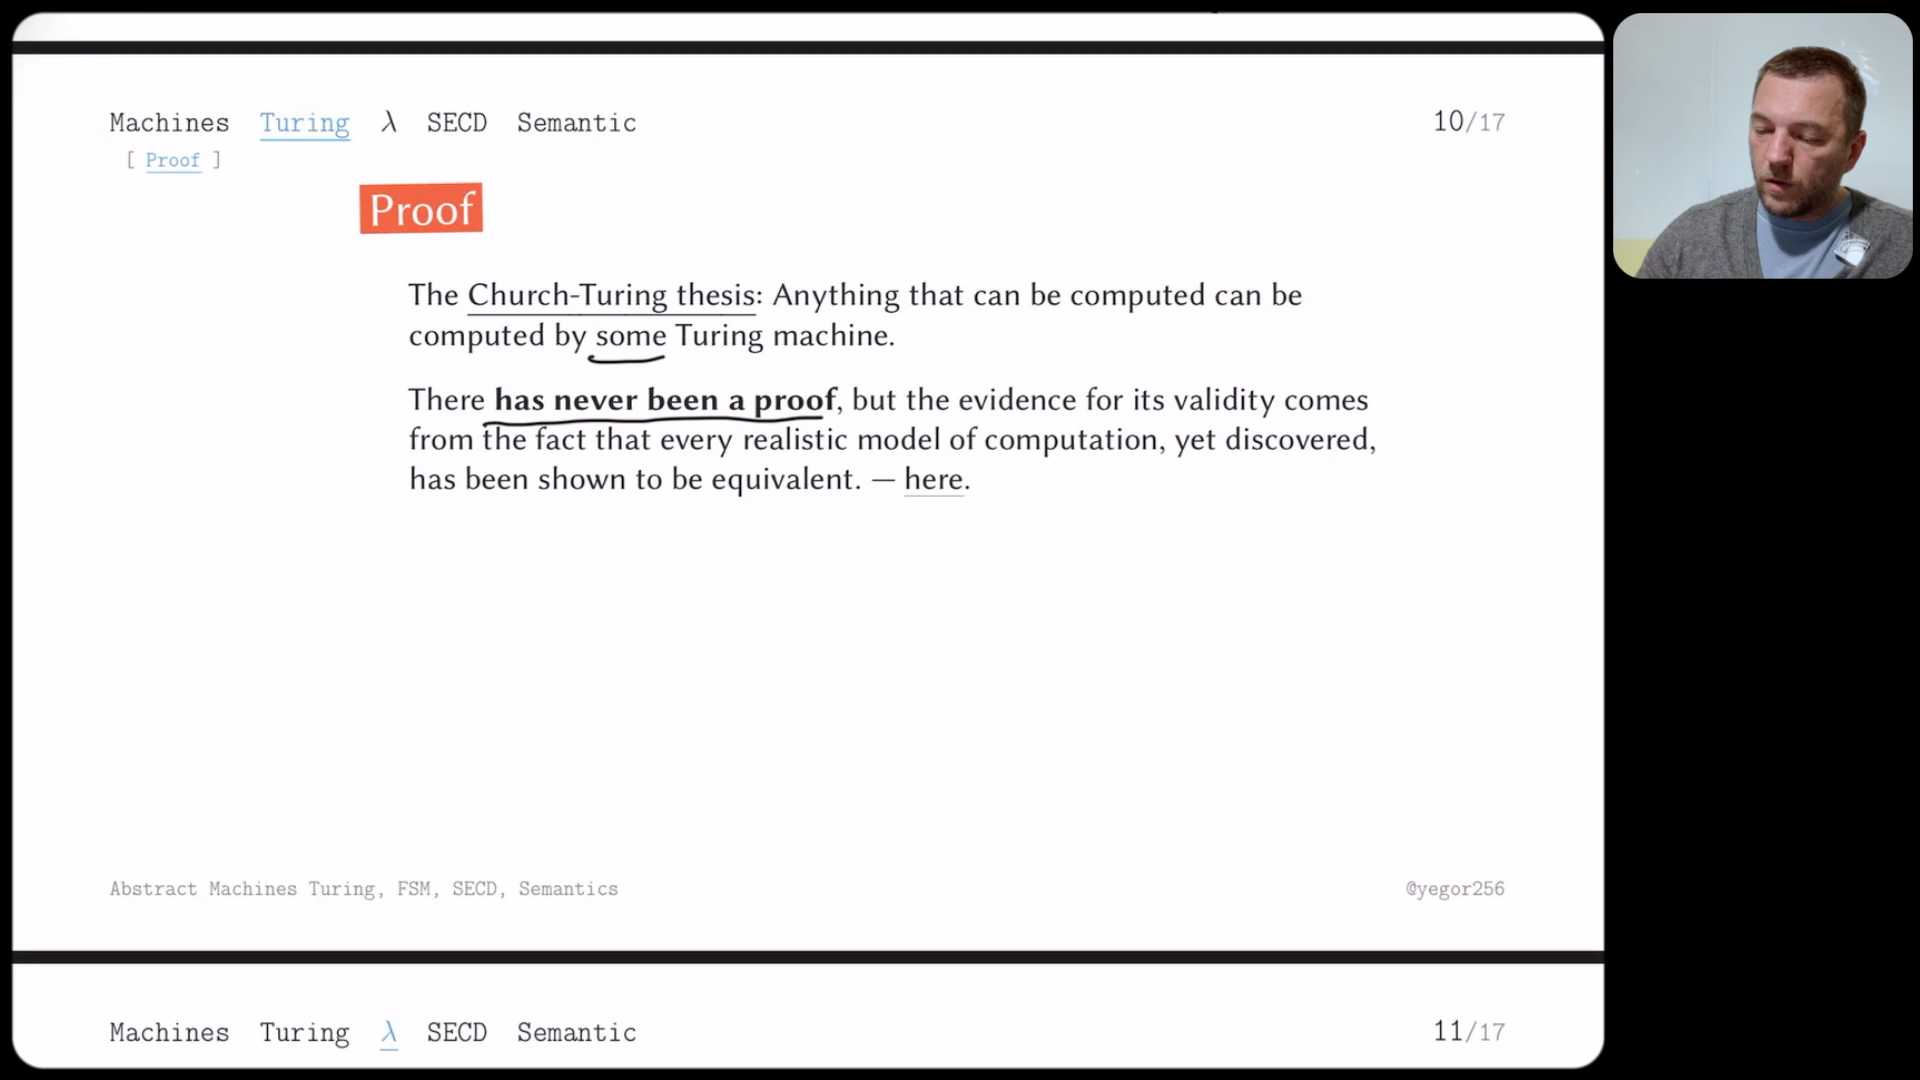 Machines Turing λ SECD Semantic 10/17
[ Proof ]
Proof
The Church-Turing thesis: Anything that can be computed can be
computed by some Turing machine.
There has never been a proof, but the evidence for its validity comes
from the fact that every realistic model of computation, yet discovered,
has been shown to be equivalent. — here.
Abstract Machines Turing, FSM, SECD, Semantics @yegor256
Machines Turing λ SECD Semantic 11/17